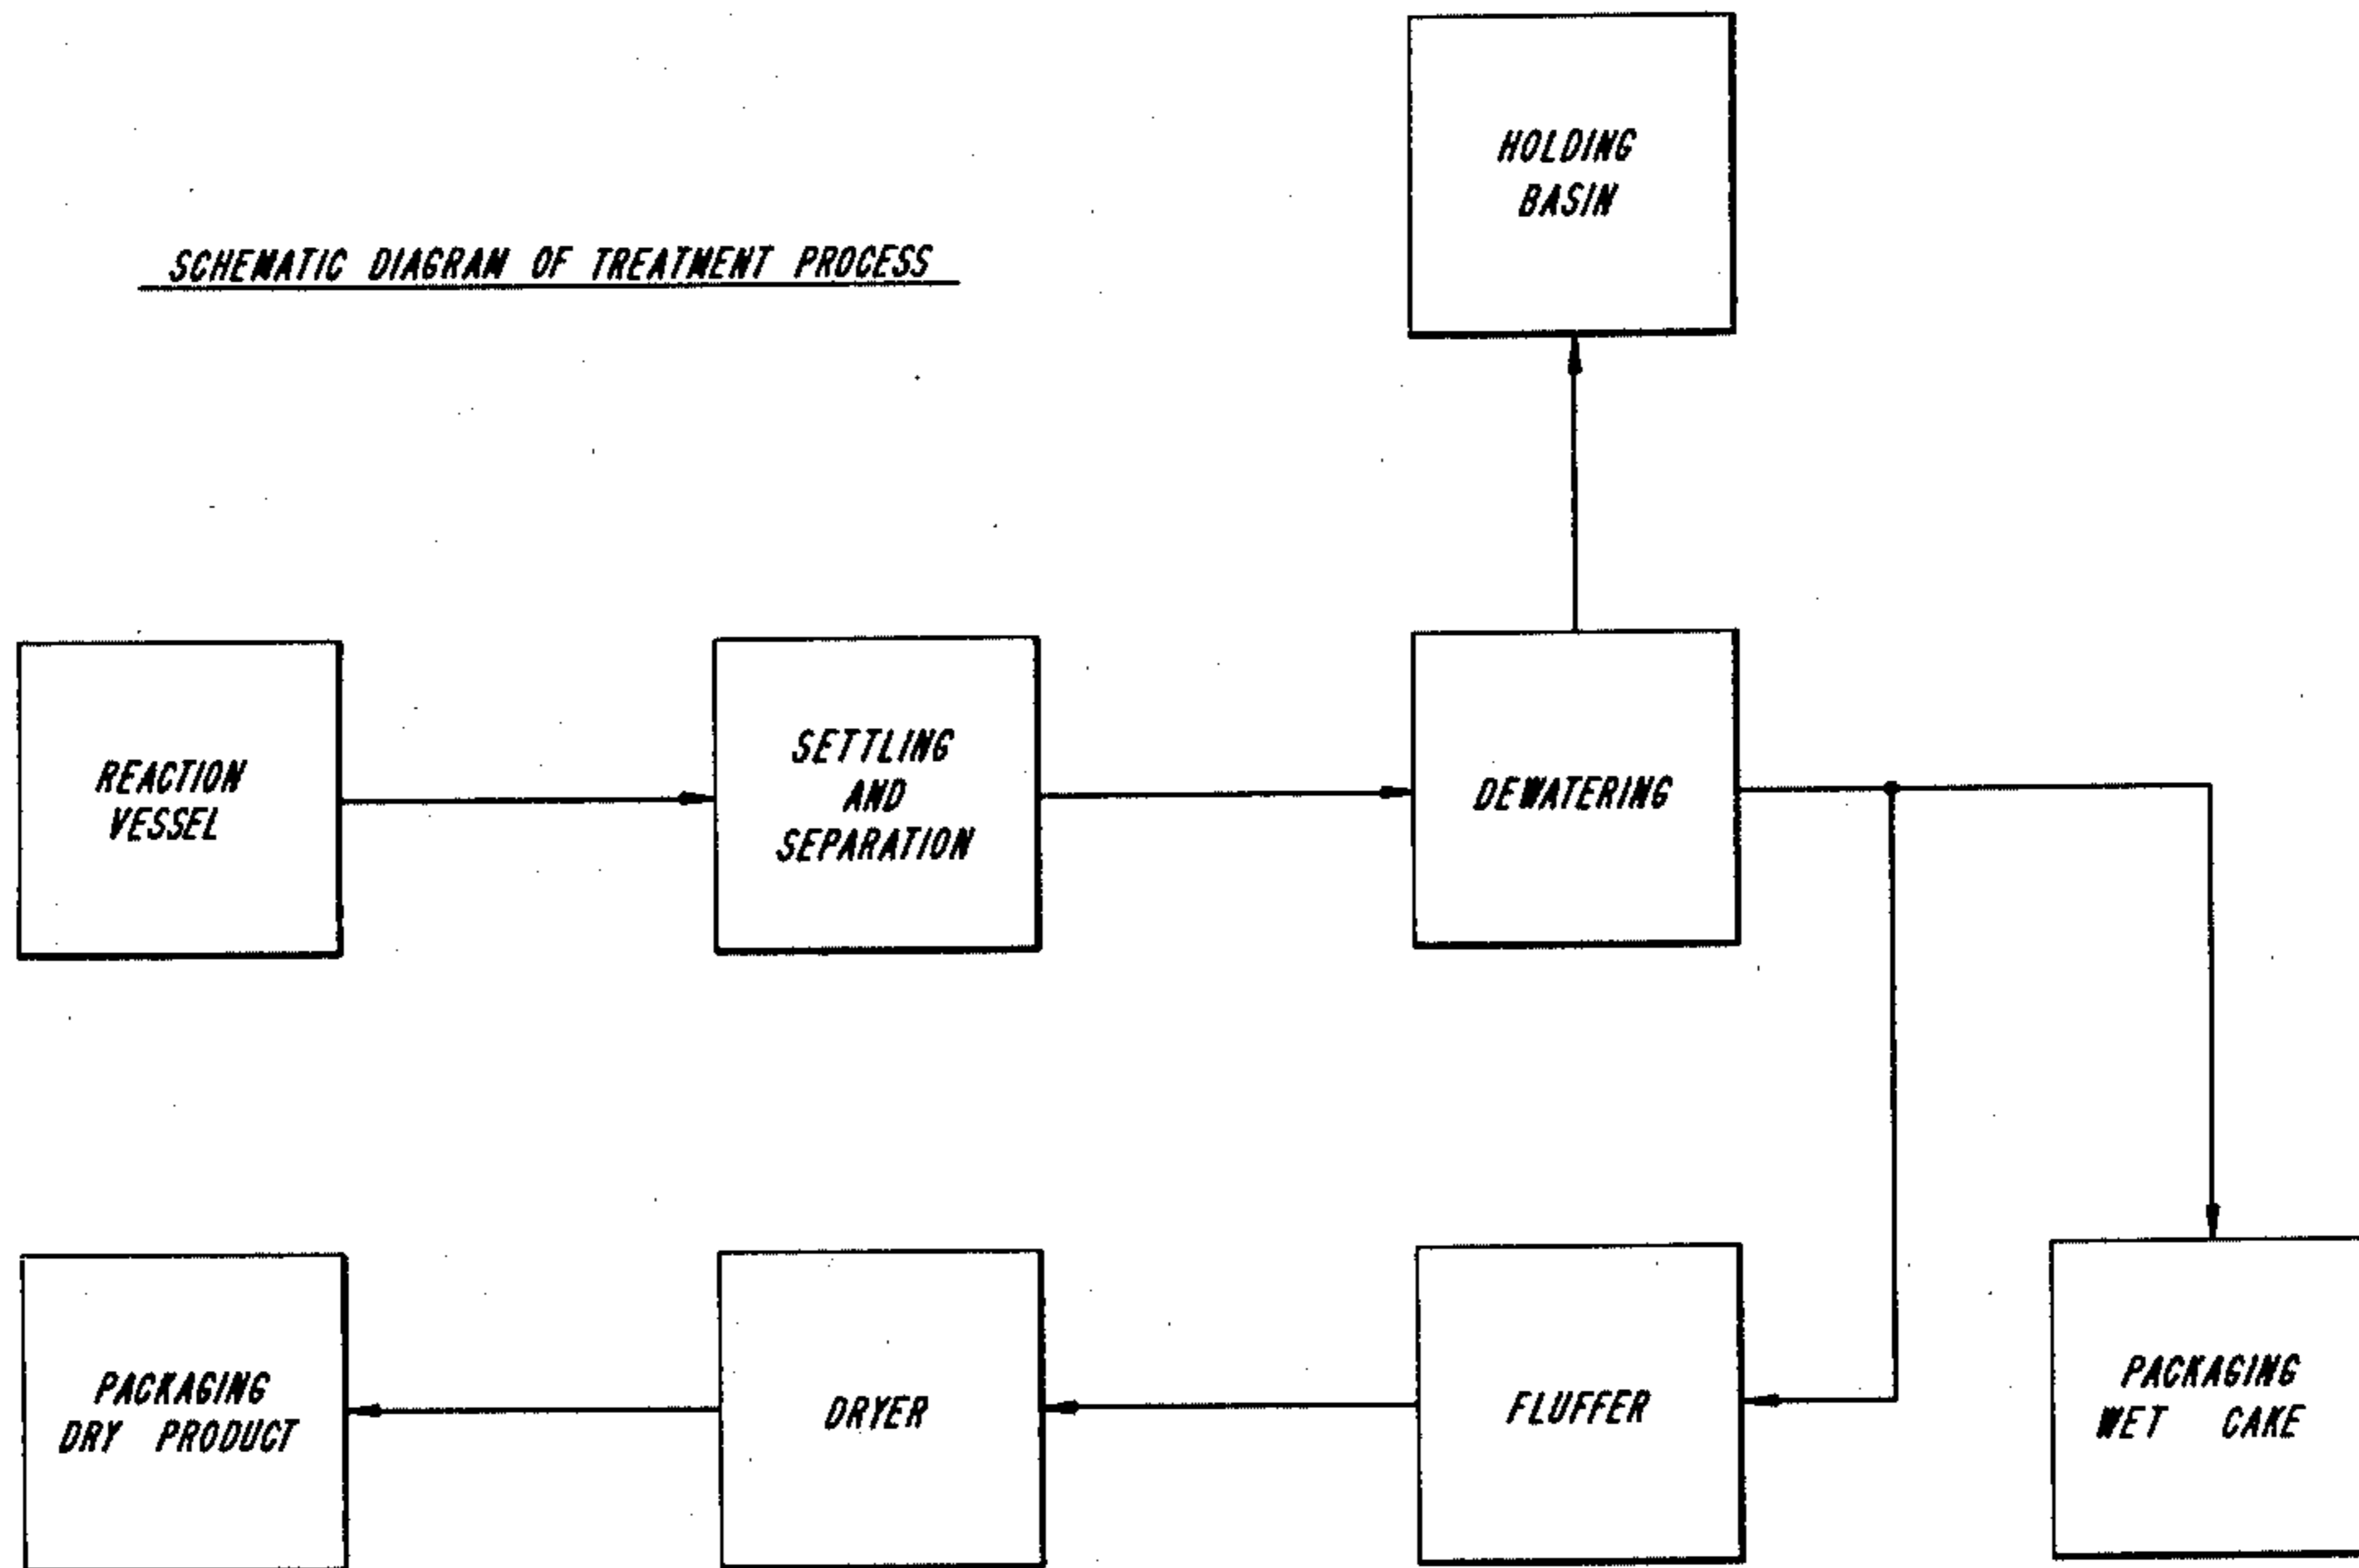 HOLDING
BASIN
SCHEMATIC DIAGRAM OF TREATMENT PROCESS
REACTION
VESSEL
SETTLING
AND
SEPARATION
DEWATERING
PACKAGING
DRY PRODUCT
DRYER
FLUFFER
PACKAGING
WET CAKE